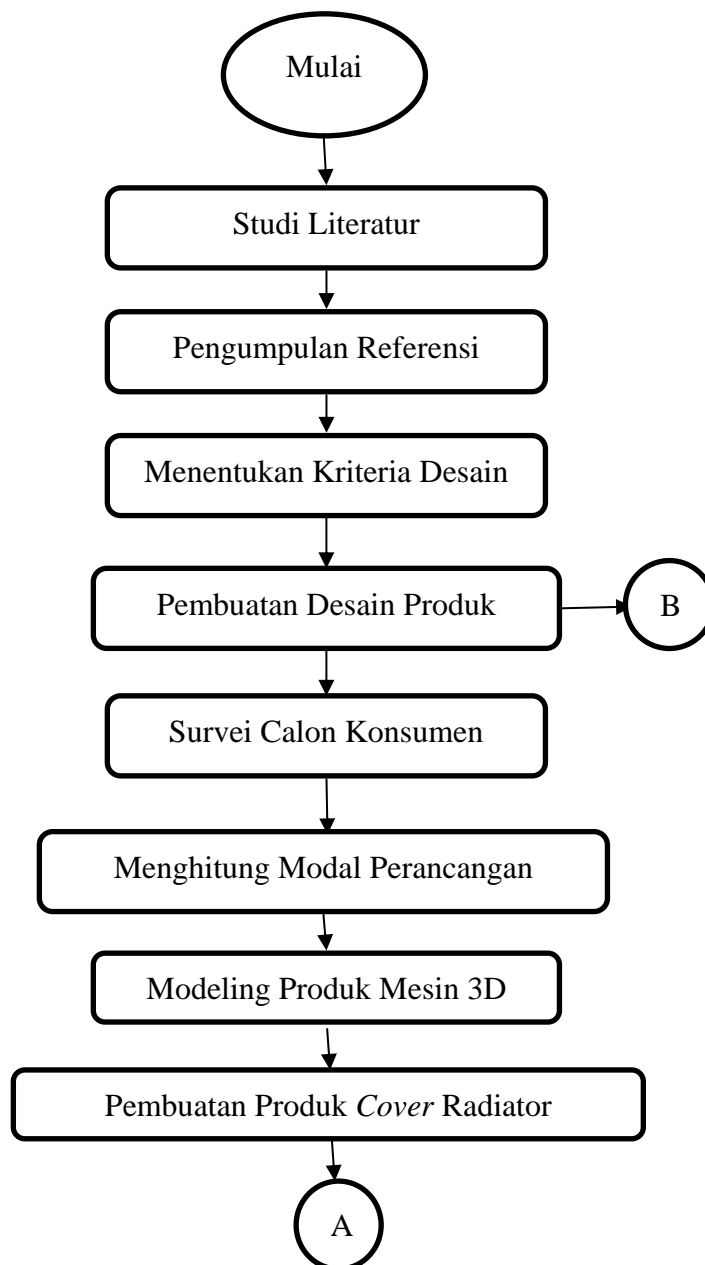 Mulai
Studi Literatur
Pengumpulan Referensi
Menentukan Kriteria Desain
Pembuatan Desain Produk
B
Survei Calon Konsumen
Menghitung Modal Perancangan
Modeling Produk Mesin 3D
Pembuatan Produk Cover Radiator
A